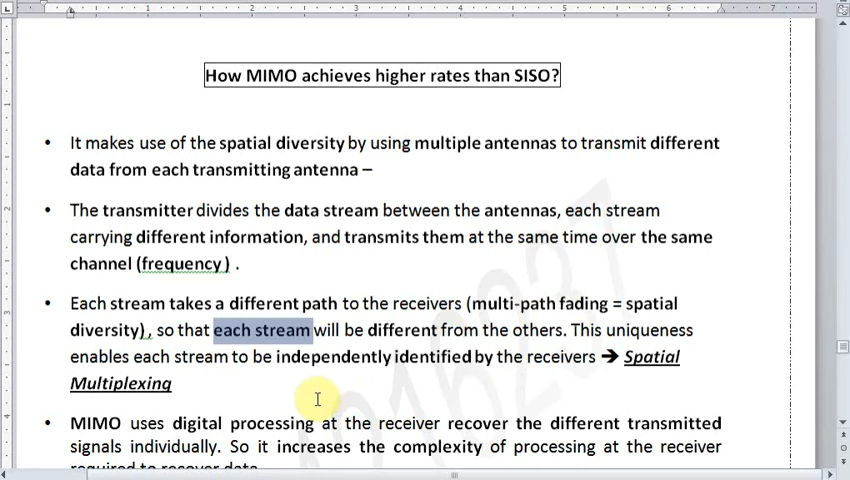 How MIMO achieves higher rates than SISO?
• It makes use of the spatial diversity by using multiple antennas to transmit different
data from each transmitting antenna –
• The transmitter divides the data stream between the antennas, each stream
carrying different information, and transmits them at the same time over the same
channel (frequency ) .
• Each stream takes a different path to the receivers (multi-path fading = spatial
diversity) , so that each stream will be different from the others. This uniqueness
enables each stream to be independently identified by the receivers ➔ Spatial
Multiplexing
• MIMO uses digital processing at the receiver recover the different transmitted
signals individually. So it increases the complexity of processing at the receiver
required to recover data